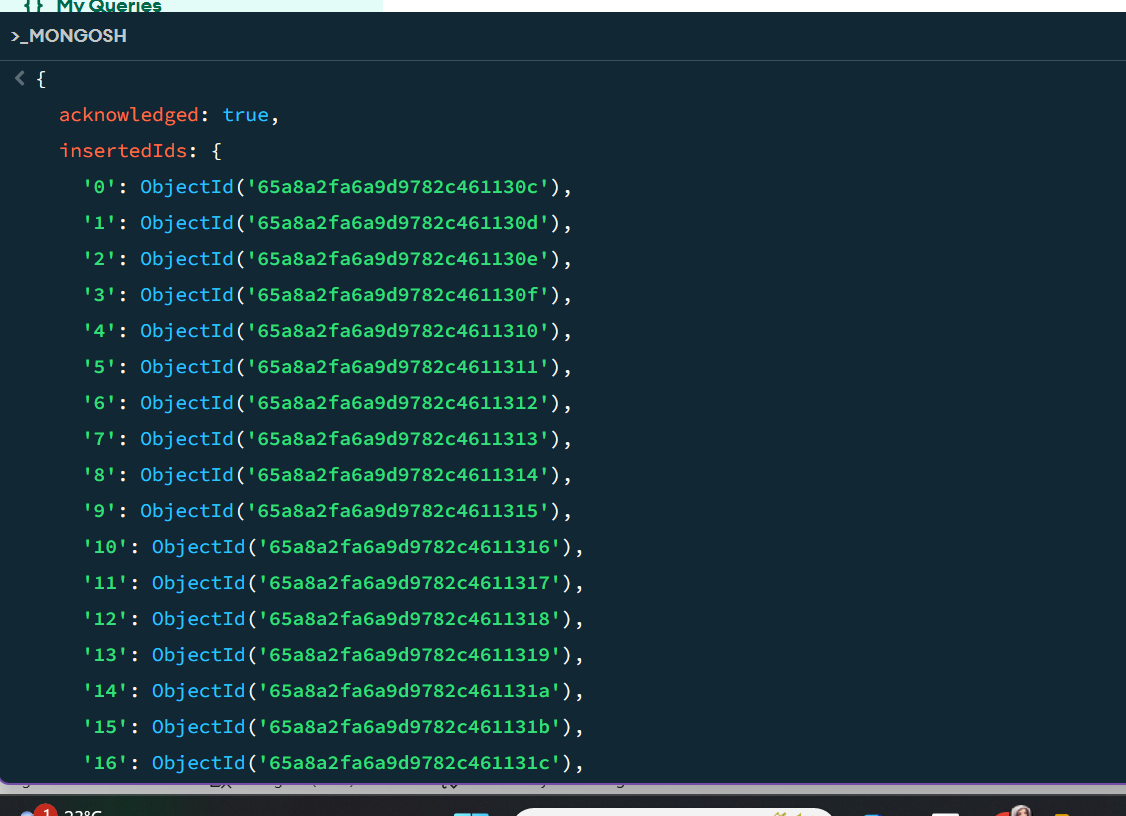 {} My Queries
>_MONGOSH
{
acknowledged: true,
insertedIds: {
'0': ObjectId('65a8a2fa6a9d9782c461130c'),
'1': ObjectId('65a8a2fa6a9d9782c461130d'),
'2': ObjectId('65a8a2fa6a9d9782c461130e'),
'3': ObjectId('65a8a2fa6a9d9782c461130f'),
'4': ObjectId('65a8a2fa6a9d9782c4611310'),
'5': ObjectId('65a8a2fa6a9d9782c4611311'),
'6': ObjectId('65a8a2fa6a9d9782c4611312'),
'7': ObjectId('65a8a2fa6a9d9782c4611313'),
'8': ObjectId('65a8a2fa6a9d9782c4611314'),
'9': ObjectId('65a8a2fa6a9d9782c4611315'),
'10': ObjectId('65a8a2fa6a9d9782c4611316'),
'11': ObjectId('65a8a2fa6a9d9782c4611317'),
'12': ObjectId('65a8a2fa6a9d9782c4611318'),
'13': ObjectId('65a8a2fa6a9d9782c4611319'),
'14': ObjectId('65a8a2fa6a9d9782c461131a'),
'15': ObjectId('65a8a2fa6a9d9782c461131b'),
'16': ObjectId('65a8a2fa6a9d9782c461131c'),
1